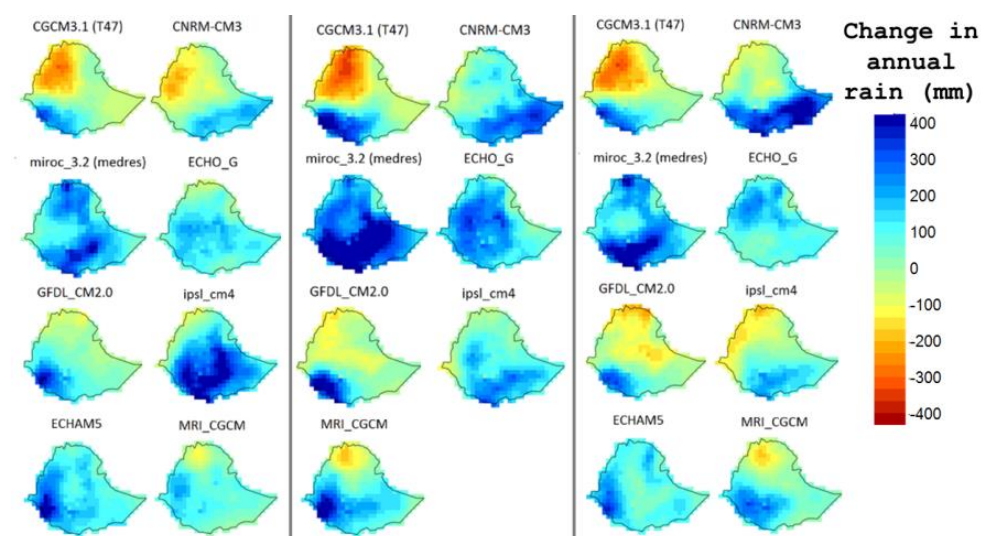 CGCM3.1 (T47)
CNRM-CM3
miroc_3.2 (medres)
ECHO_G
GFDL_CM2.0
ipsl_cm4
ECHAM5
MRI_CGCM
CGCM3.1 (T47)
CNRM-CM3
miroc_3.2 (medres)
ECHO_G
GFDL_CM2.0
ipsl_cm4
MRI_CGCM
CGCM3.1 (T47)
CNRM-CM3
miroc_3.2 (medres)
ECHO_G
GFDL_CM2.0
ipsl_cm4
ECHAM5
MRI_CGCM
Change in
annual
rain (mm)
400
300
200
100
0
-100
-200
-300
-400